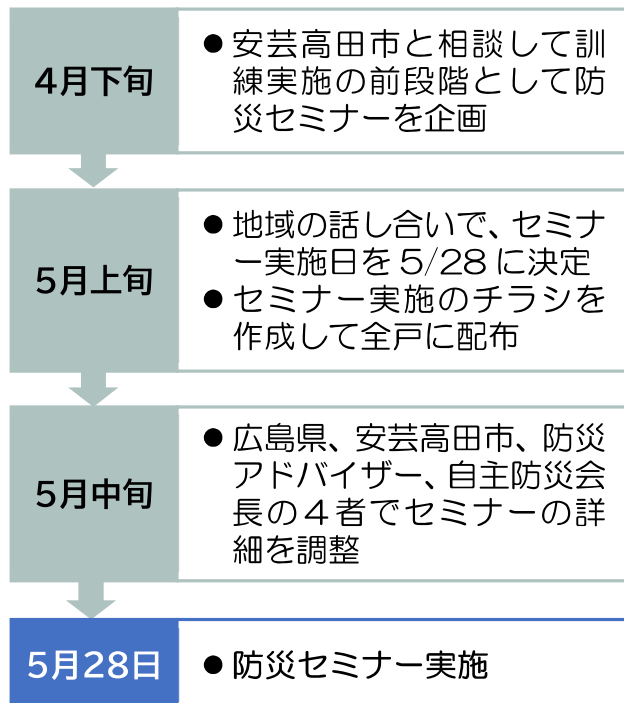 4月下旬
●安芸高田市と相談して訓
練実施の前段階として防
災セミナーを企画
5月上旬
●地域の話し合いで、セミナ
ー実施日を5/28に決定
●セミナー実施のチラシを
作成して全戸に配布
5月中旬
●広島県、安芸高田市、防災
アドバイザー、自主防災会
長の4者でセミナーの詳
細を調整
5月28日
●防災セミナー実施